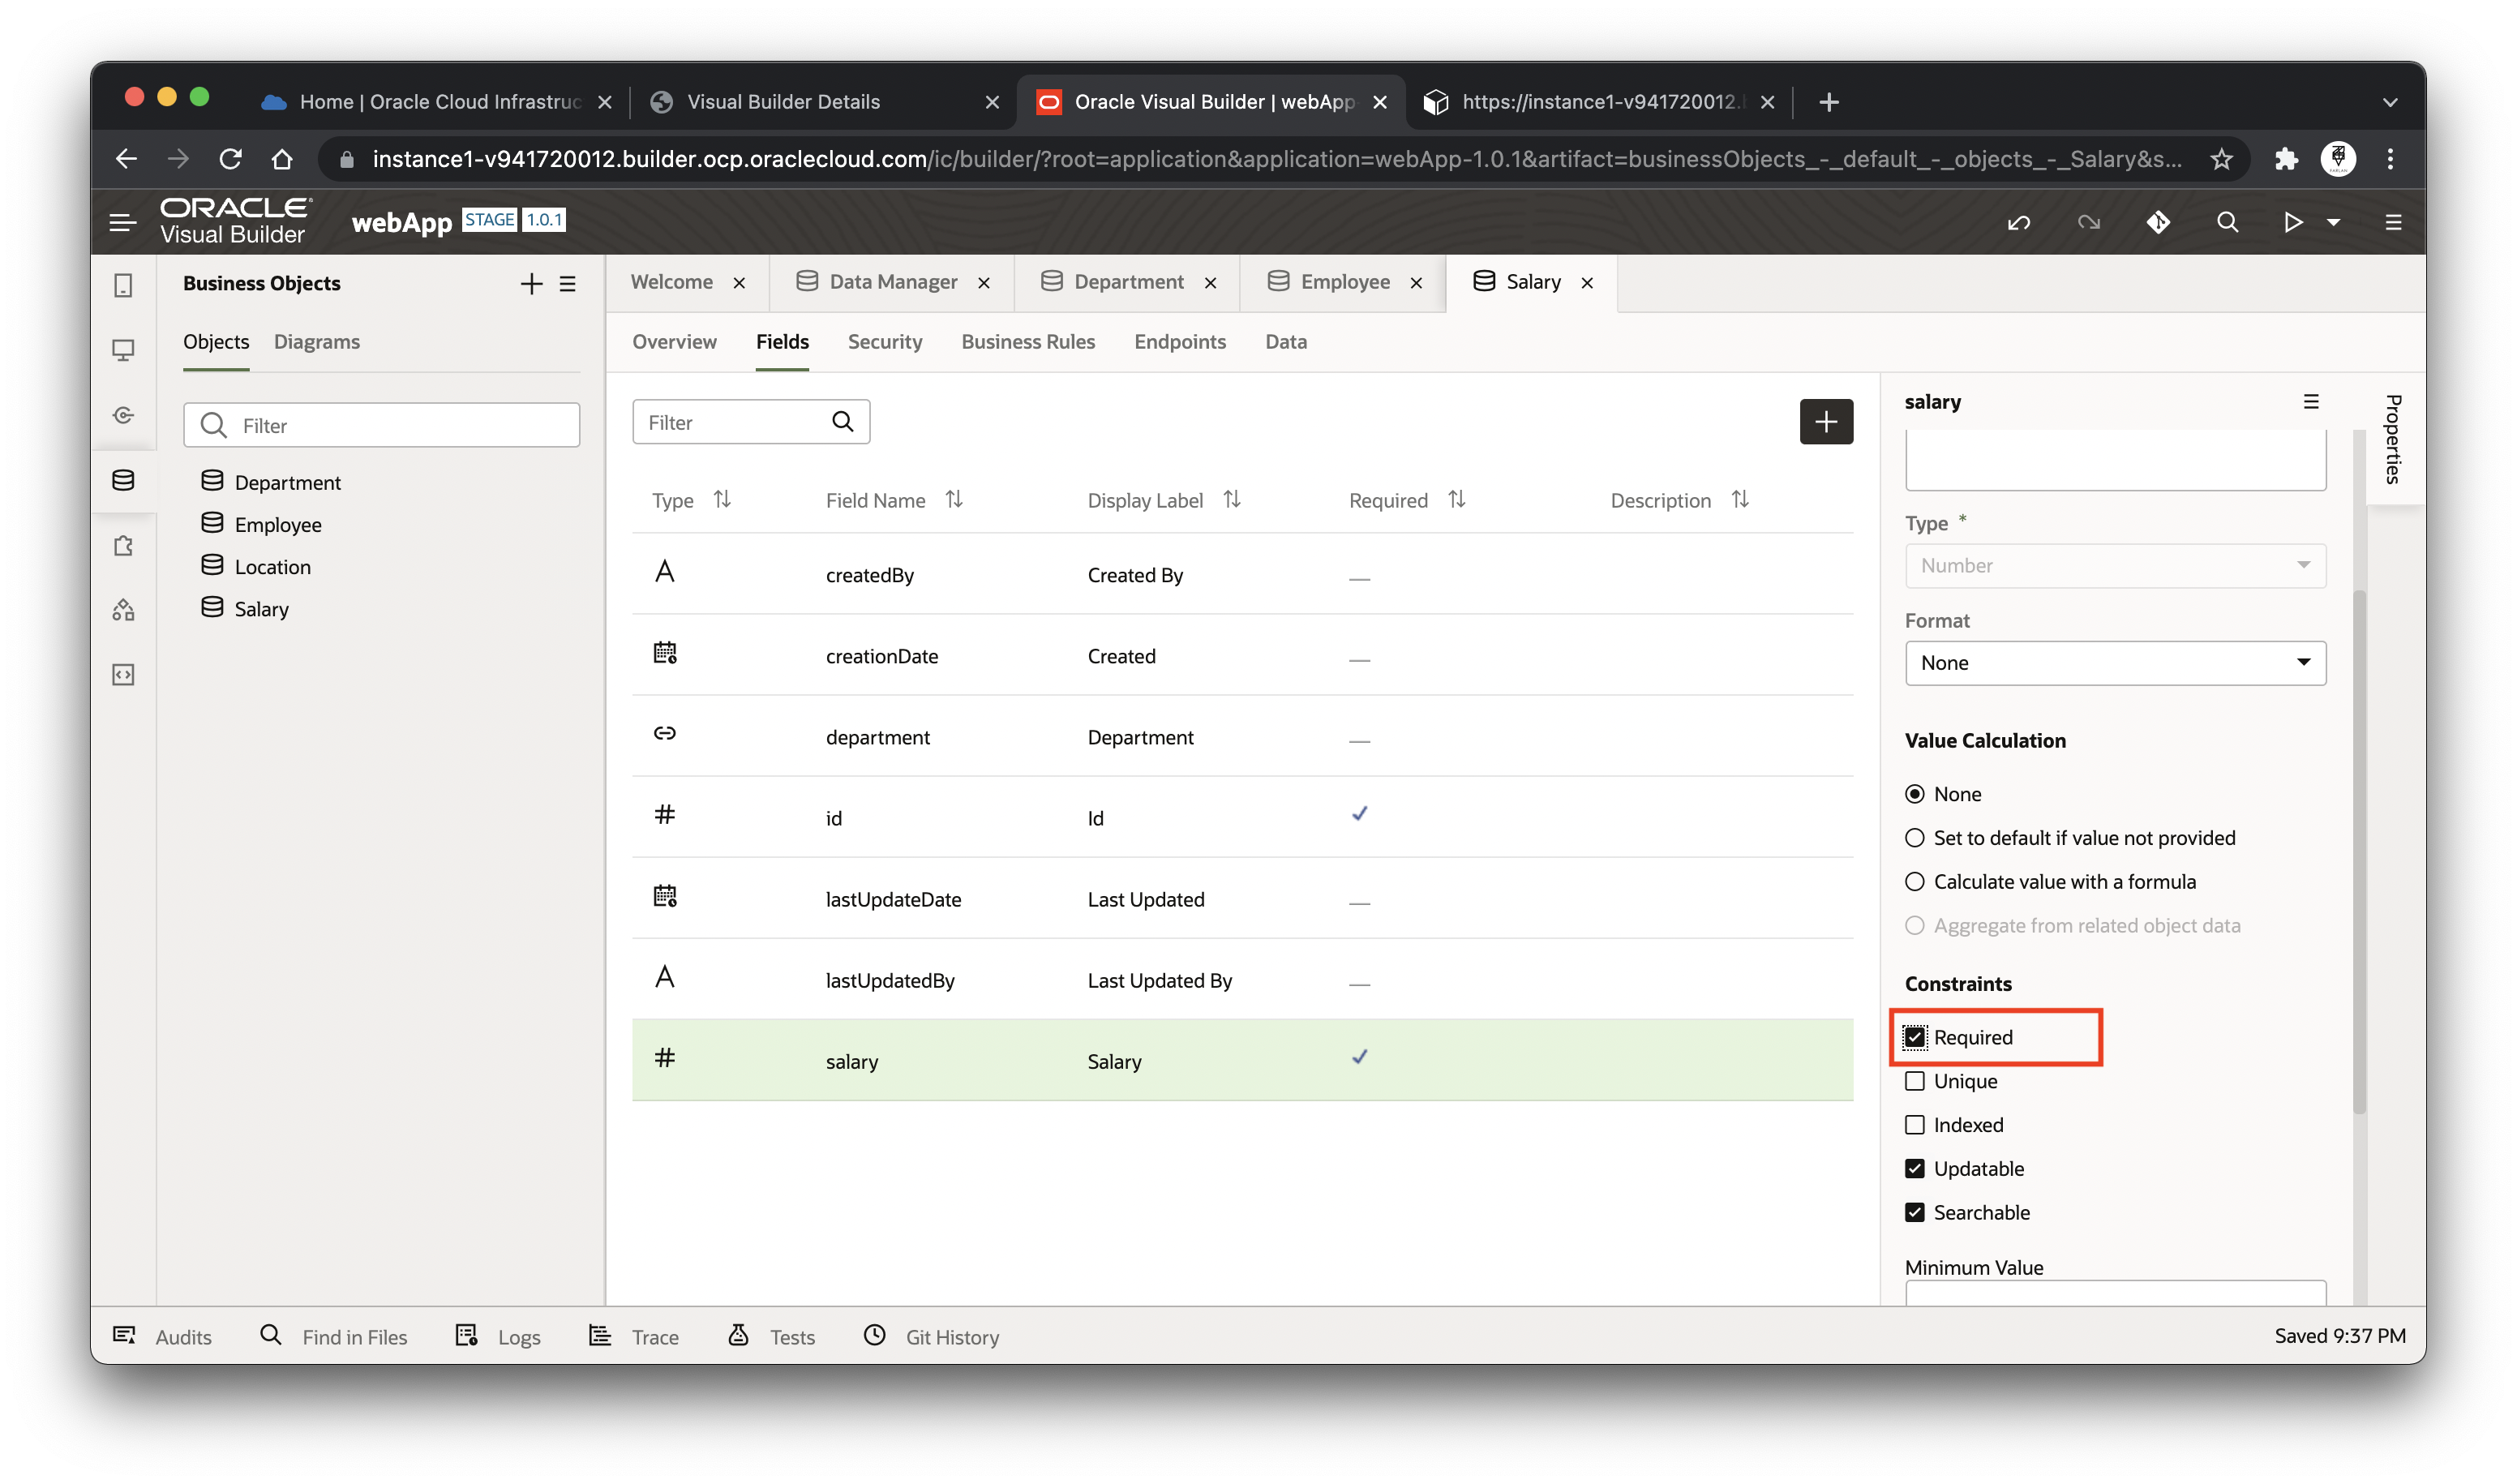 Home | Oracle Cloud Infrastruc
Visual Builder Details
Oracle Visual Builder | webApp-
https://instance1-v941720012.
instance1-v941720012.builder.ocp.oraclecloud.com/ic/builder/?root=application&application=webApp-1.0.1&artifact=businessObjects_-_default_-_objects_-_Salary&s...
ORACLE
Visual Builder
webApp STAGE 1.0.1
Business Objects
Objects Diagrams
Filter
Department
Employee
Location
Salary
Welcome Data Manager Department Employee Salary
Overview Fields Security Business Rules Endpoints Data
Filter
Type Field Name Display Label Required Description
createdBy Created By —
creationDate Created —
department Department —
# id Id ✓
lastUpdateDate Last Updated —
A lastUpdatedBy Last Updated By —
# salary Salary ✓
salary
Properties
Type *
Number
Format
None
Value Calculation
None
Set to default if value not provided
Calculate value with a formula
Aggregate from related object data
Constraints
Required
Unique
Indexed
Updatable
Searchable
Minimum Value
Audits Find in Files Logs Trace Tests Git History
Saved 9:37 PM